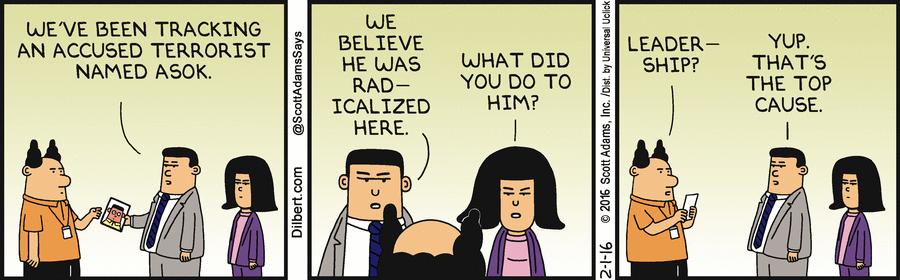 WE'VE BEEN TRACKING
AN ACCUSED TERRORIST
NAMED ASOK.
Dilbert.com @ScottAdamsSays
WE
BELIEVE
HE WAS
RAD-
ICALIZED
HERE.
WHAT DID
YOU DO TO
HIM?
2-1-16 © 2016 Scott Adams, Inc. /Dist. by Universal Uclick
LEADER-
SHIP?
YUP.
THAT'S
THE TOP
CAUSE.